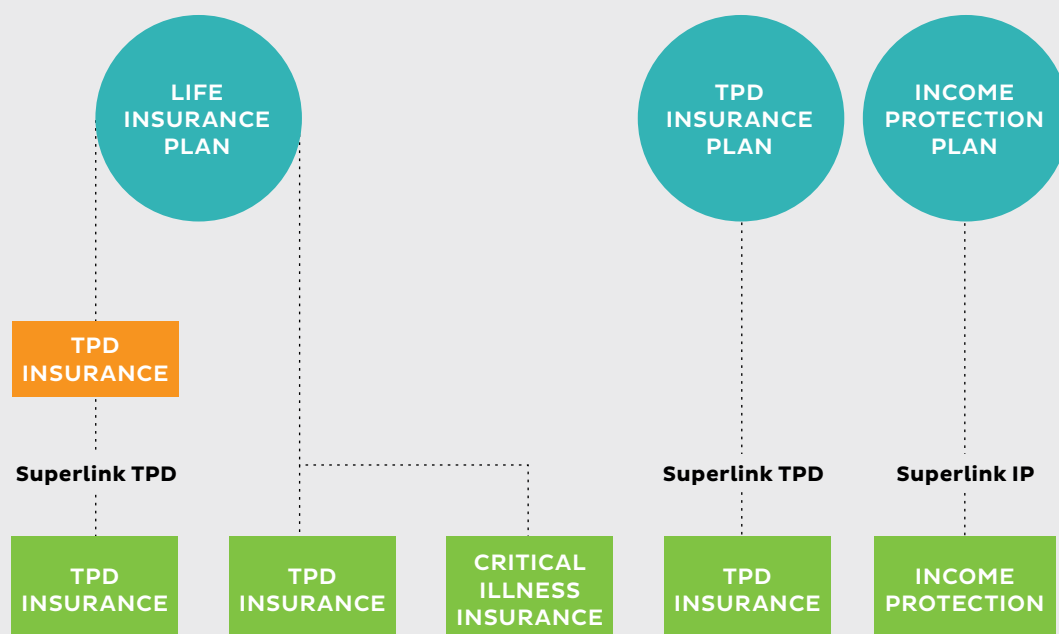 LIFE
INSURANCE
PLAN
TPD
INSURANCE
PLAN
INCOME
PROTECTION
PLAN
TPD
INSURANCE
Superlink TPD
Superlink TPD
Superlink IP
TPD
INSURANCE
TPD
INSURANCE
CRITICAL
ILLNESS
INSURANCE
TPD
INSURANCE
INCOME
PROTECTION